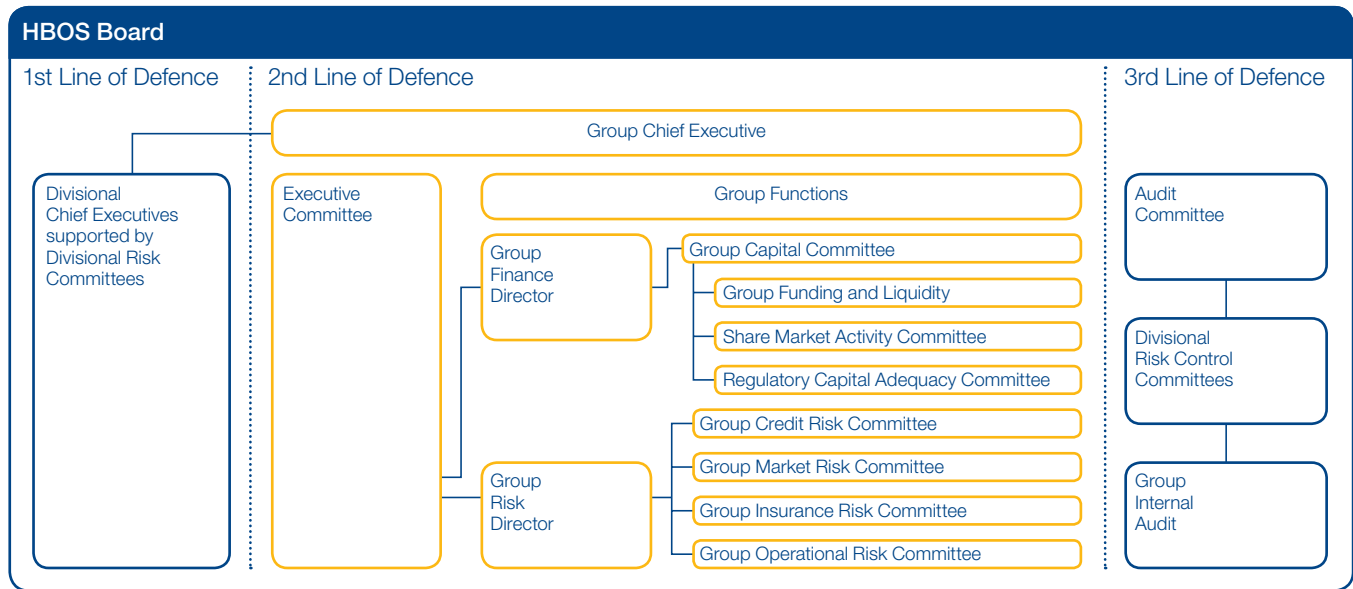 HBOS Board
1st Line of Defence
2nd Line of Defence
3rd Line of Defence
Group Chief Executive
Divisional
Chief Executives
supported by
Divisional Risk
Committees
Executive
Committee
Group Functions
Group
Finance
Director
Group Capital Committee
Group Funding and Liquidity
Share Market Activity Committee
Regulatory Capital Adequacy Committee
Group
Risk
Director
Group Credit Risk Committee
Group Market Risk Committee
Group Insurance Risk Committee
Group Operational Risk Committee
Audit
Committee
Divisional
Risk Control
Committees
Group
Internal
Audit